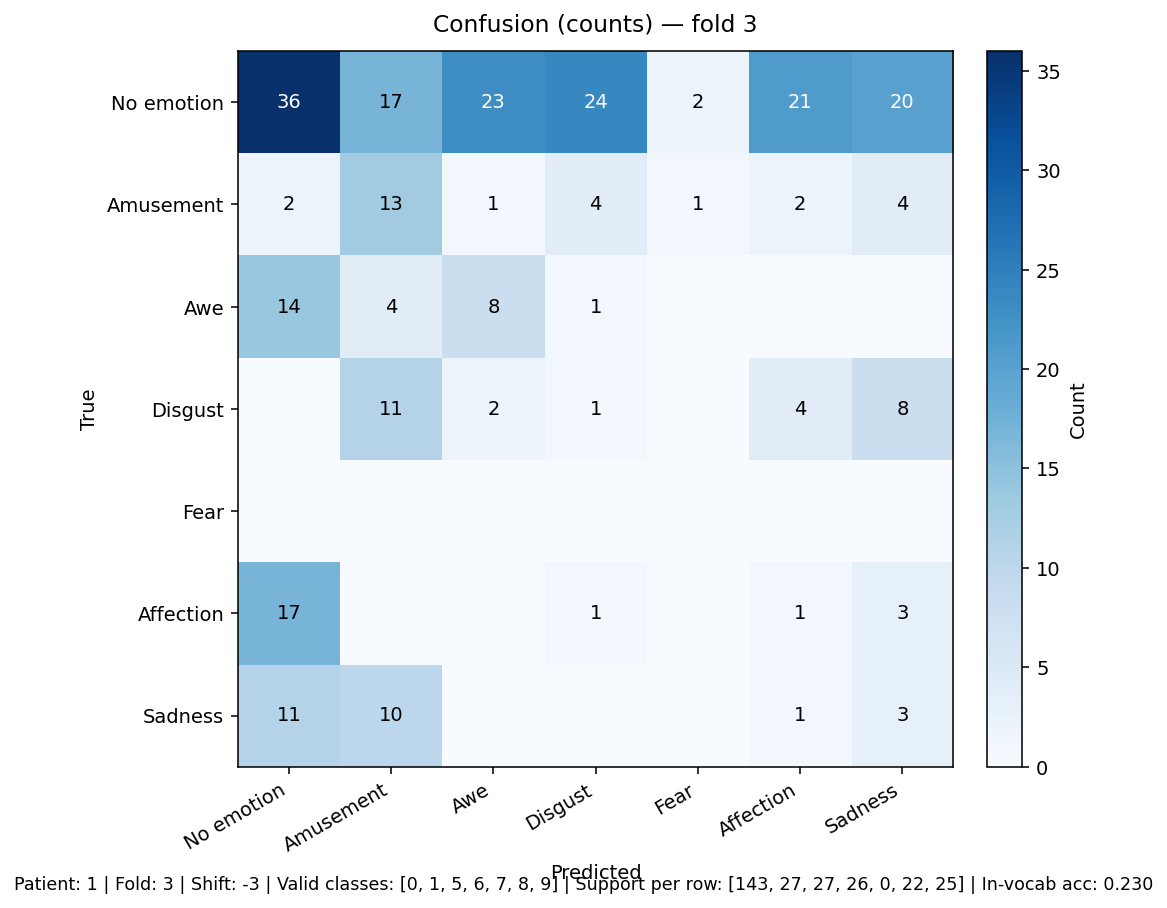 Confusion (counts) — fold 3
No emotion 36 17 23 24 2 21 20
Amusement 2 13 1 4 1 2 4
Awe 14 4 8 1
Disgust 11 2 1 4 8
Fear
Affection 17 1 1 3
Sadness 11 10 1 3
True
No emotion Amusement Awe Disgust Fear Affection Sadness
Predicted
35
30
25
20
15
10
5
0
Count
Patient: 1 | Fold: 3 | Shift: -3 | Valid classes: [0, 1, 5, 6, 7, 8, 9] | Support per row: [143, 27, 27, 26, 0, 22, 25] | In-vocab acc: 0.230